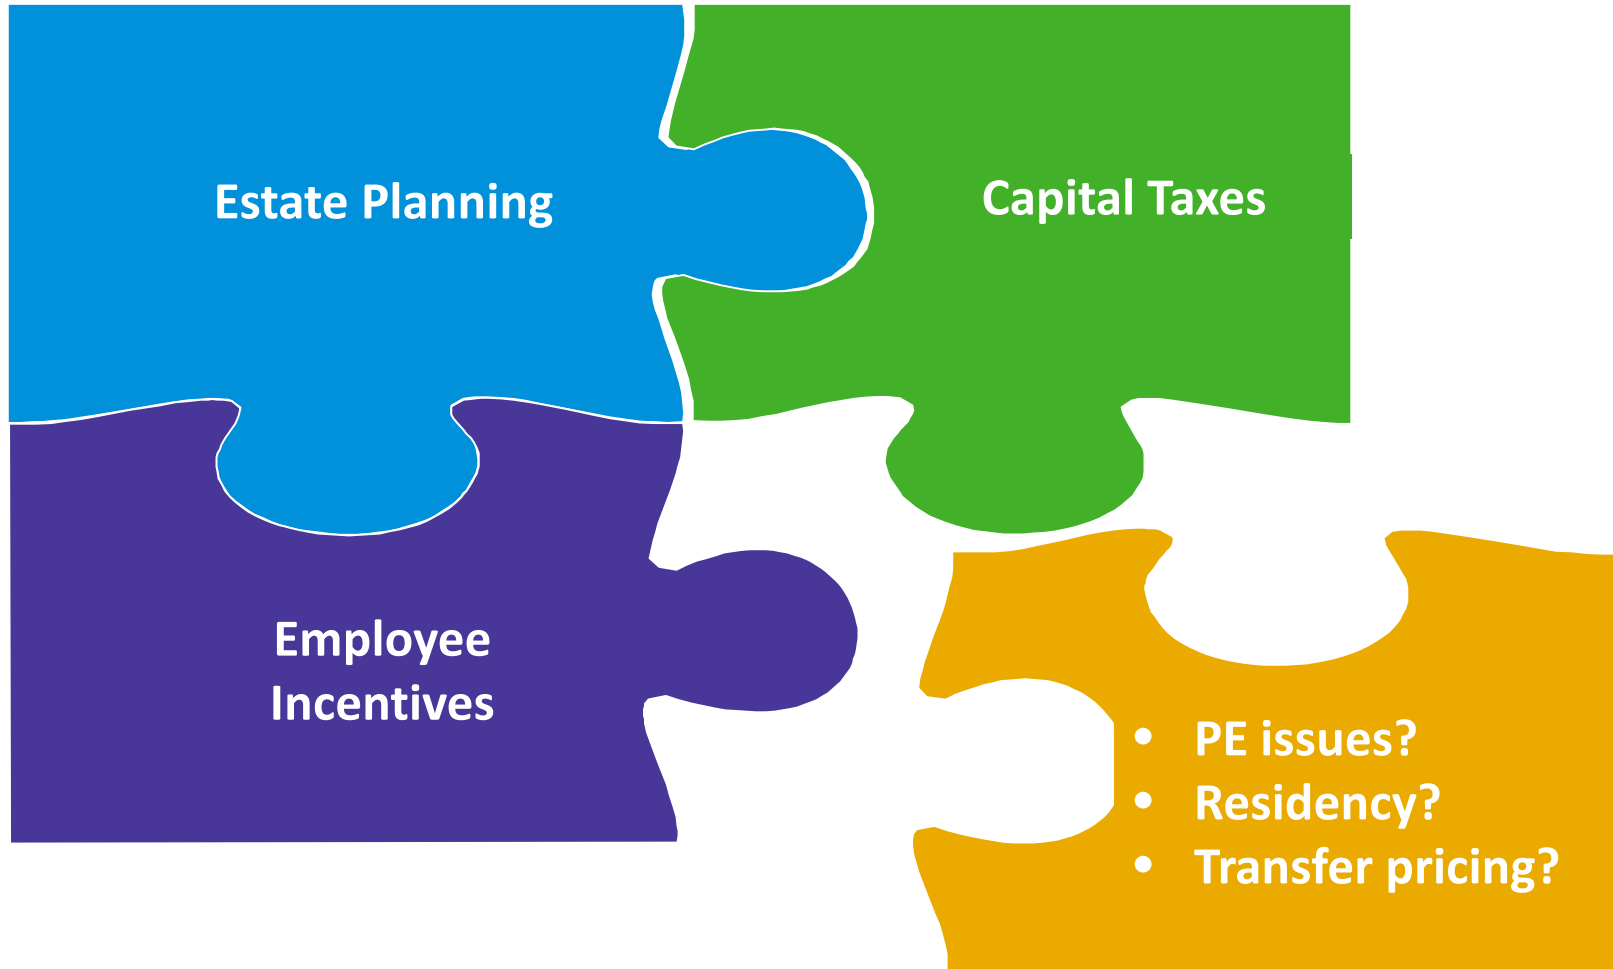 Estate Planning
Capital Taxes
Employee
Incentives
• PE issues?
• Residency?
• Transfer pricing?